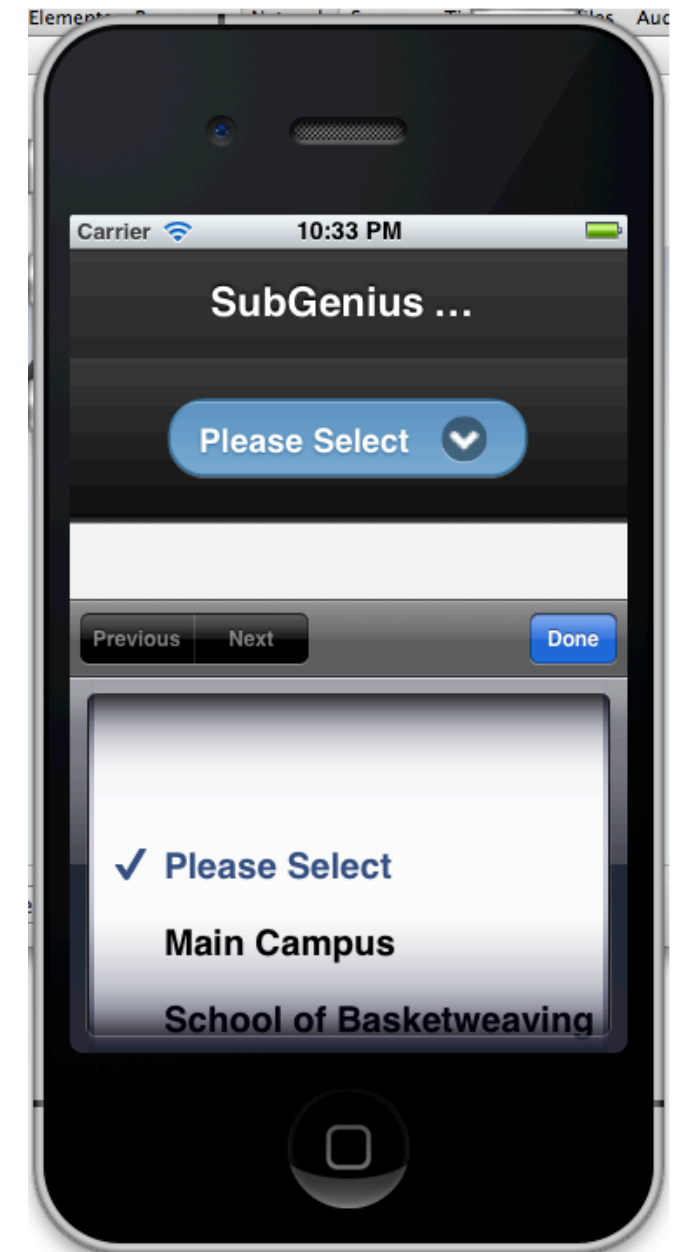 Carrier 10:33 PM
SubGenius ...
Please Select
Previous Next Done
✓ Please Select
Main Campus
School of Basketweaving